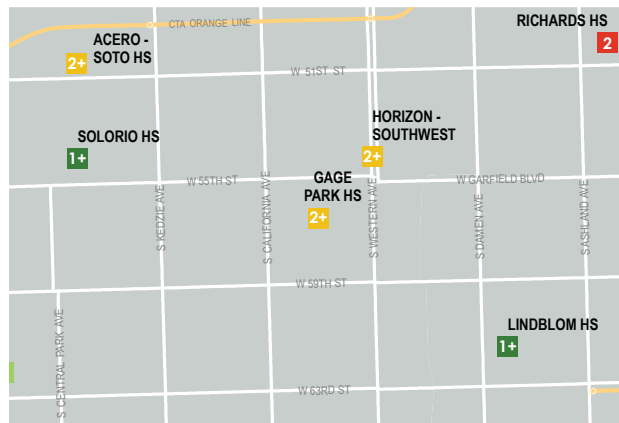 CTA ORANGE LINE
RICHARDS HS
2
ACERO -
SOTO HS
2+
W 51ST ST
HORIZON -
SOUTHWEST
2+
SOLORIO HS
1+
GAGE
PARK HS
2+
W 55TH ST
W GARFIELD BLVD
S KEDZIE AVE
S CALIFORNIA AVE
S WESTERN AVE
S DAMEN AVE
S ASHLAND AVE
W 59TH ST
LINDBLOM HS
1+
S CENTRAL PARK AVE
W 63RD ST